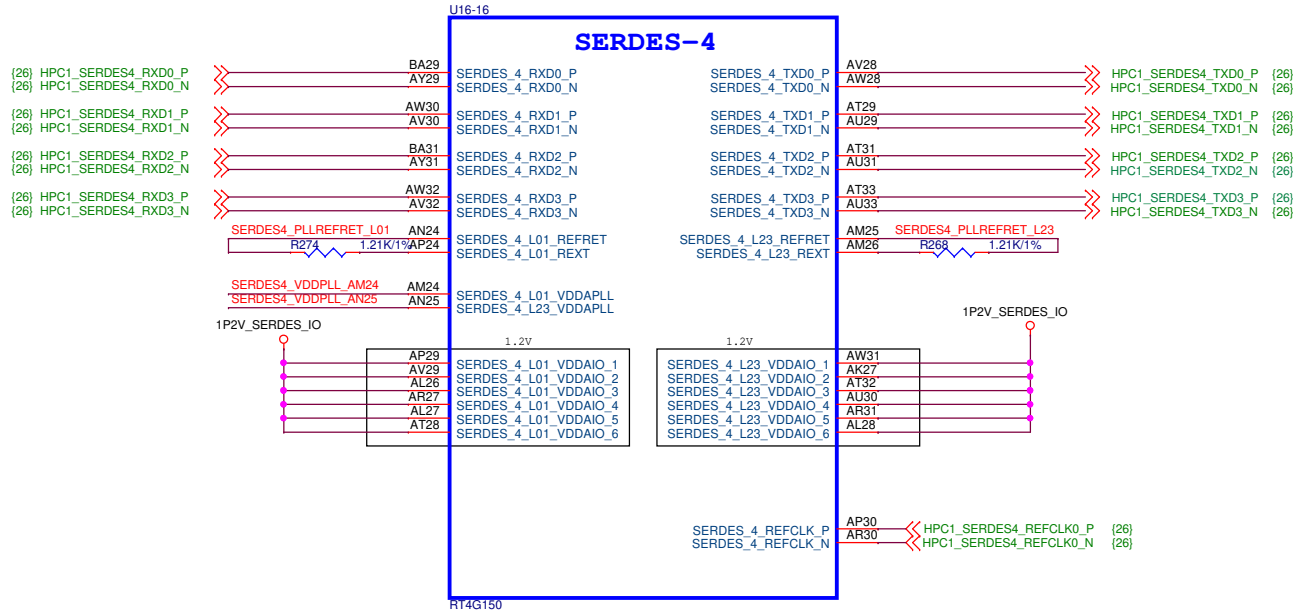 U16-16
SERDES-4
{26} HPC1_SERDES4_RXD0_P BA29 SERDES_4_RXD0_P SERDES_4_TXD0_P AV28 HPC1_SERDES4_TXD0_P {26}
{26} HPC1_SERDES4_RXD0_N AY29 SERDES_4_RXD0_N SERDES_4_TXD0_N AW28 HPC1_SERDES4_TXD0_N {26}
{26} HPC1_SERDES4_RXD1_P AW30 SERDES_4_RXD1_P SERDES_4_TXD1_P AT29 HPC1_SERDES4_TXD1_P {26}
{26} HPC1_SERDES4_RXD1_N AV30 SERDES_4_RXD1_N SERDES_4_TXD1_N AU29 HPC1_SERDES4_TXD1_N {26}
{26} HPC1_SERDES4_RXD2_P BA31 SERDES_4_RXD2_P SERDES_4_TXD2_P AT31 HPC1_SERDES4_TXD2_P {26}
{26} HPC1_SERDES4_RXD2_N AY31 SERDES_4_RXD2_N SERDES_4_TXD2_N AU31 HPC1_SERDES4_TXD2_N {26}
{26} HPC1_SERDES4_RXD3_P AW32 SERDES_4_RXD3_P SERDES_4_TXD3_P AT33 HPC1_SERDES4_TXD3_P {26}
{26} HPC1_SERDES4_RXD3_N AV32 SERDES_4_RXD3_N SERDES_4_TXD3_N AU33 HPC1_SERDES4_TXD3_N {26}
SERDES4_PLLREFRET_L01 AN24 SERDES_4_L01_REFRET SERDES_4_L23_REFRET AM25 SERDES4_PLLREFRET_L23
R274 1.21K/1% AP24 SERDES_4_L01_REXT SERDES_4_L23_REXT AM26 R268 1.21K/1%
SERDES4_VDDPLL_AM24 AM24 SERDES_4_L01_VDDAPLL
SERDES4_VDDPLL_AN25 AN25 SERDES_4_L23_VDDAPLL
1P2V_SERDES_IO 1P2V_SERDES_IO
1.2V 1.2V
AP29 SERDES_4_L01_VDDAIO_1 SERDES_4_L23_VDDAIO_1 AW31
AV29 SERDES_4_L01_VDDAIO_2 SERDES_4_L23_VDDAIO_2 AK27
AL26 SERDES_4_L01_VDDAIO_3 SERDES_4_L23_VDDAIO_3 AT32
AR27 SERDES_4_L01_VDDAIO_4 SERDES_4_L23_VDDAIO_4 AU30
AL27 SERDES_4_L01_VDDAIO_5 SERDES_4_L23_VDDAIO_5 AR31
AT28 SERDES_4_L01_VDDAIO_6 SERDES_4_L23_VDDAIO_6 AL28
SERDES_4_REFCLK_P AP30 HPC1_SERDES4_REFCLK0_P {26}
SERDES_4_REFCLK_N AR30 HPC1_SERDES4_REFCLK0_N {26}
RT4G150